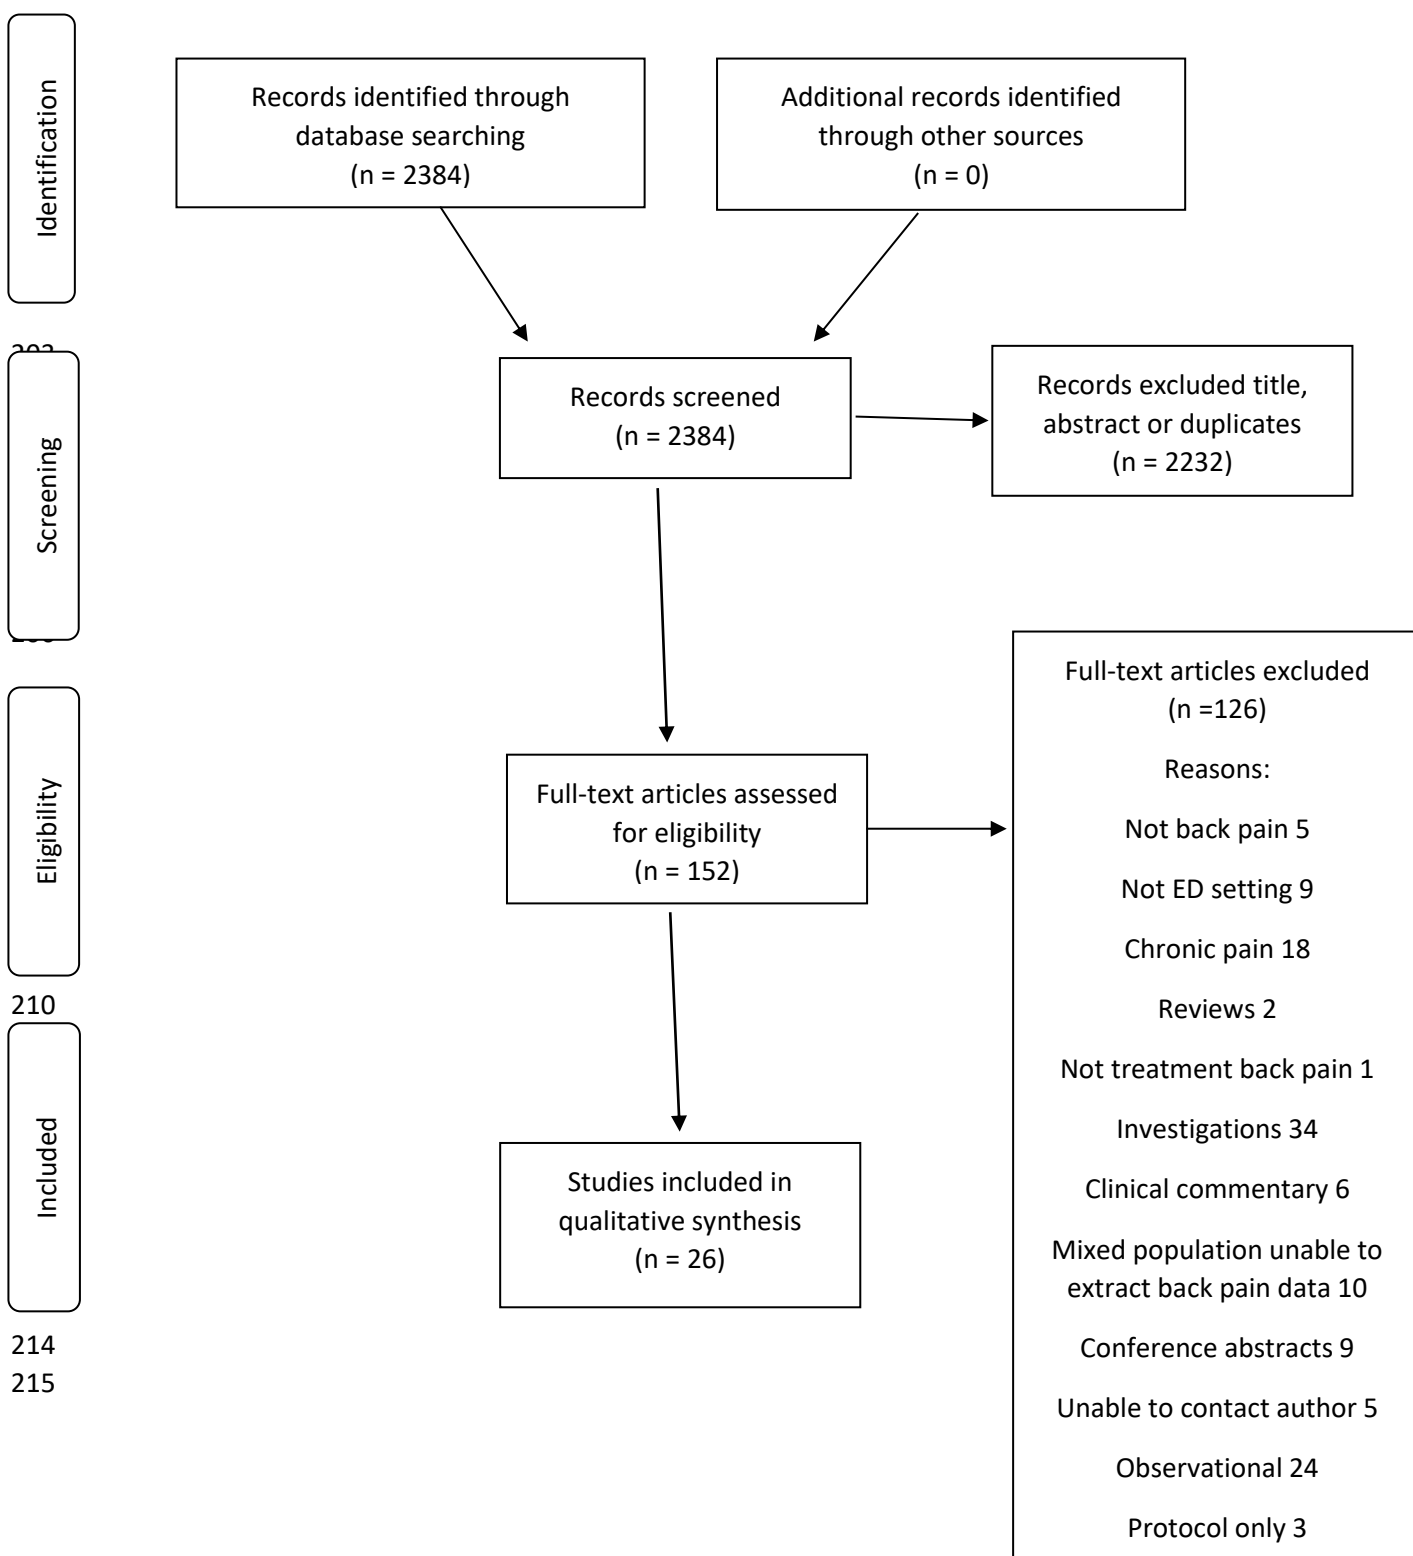 Identification
Records identified through
database searching
(n = 2384)
Additional records identified
through other sources
(n = 0)
Screening
Records screened
(n = 2384)
Records excluded title,
abstract or duplicates
(n = 2232)
Eligibility
Full-text articles assessed
for eligibility
(n = 152)
Full-text articles excluded
(n =126)
Reasons:
Not back pain 5
Not ED setting 9
Chronic pain 18
Reviews 2
Not treatment back pain 1
Investigations 34
Clinical commentary 6
Mixed population unable to
extract back pain data 10
Conference abstracts 9
Unable to contact author 5
Observational 24
Protocol only 3
210
Included
Studies included in
qualitative synthesis
(n = 26)
214
215